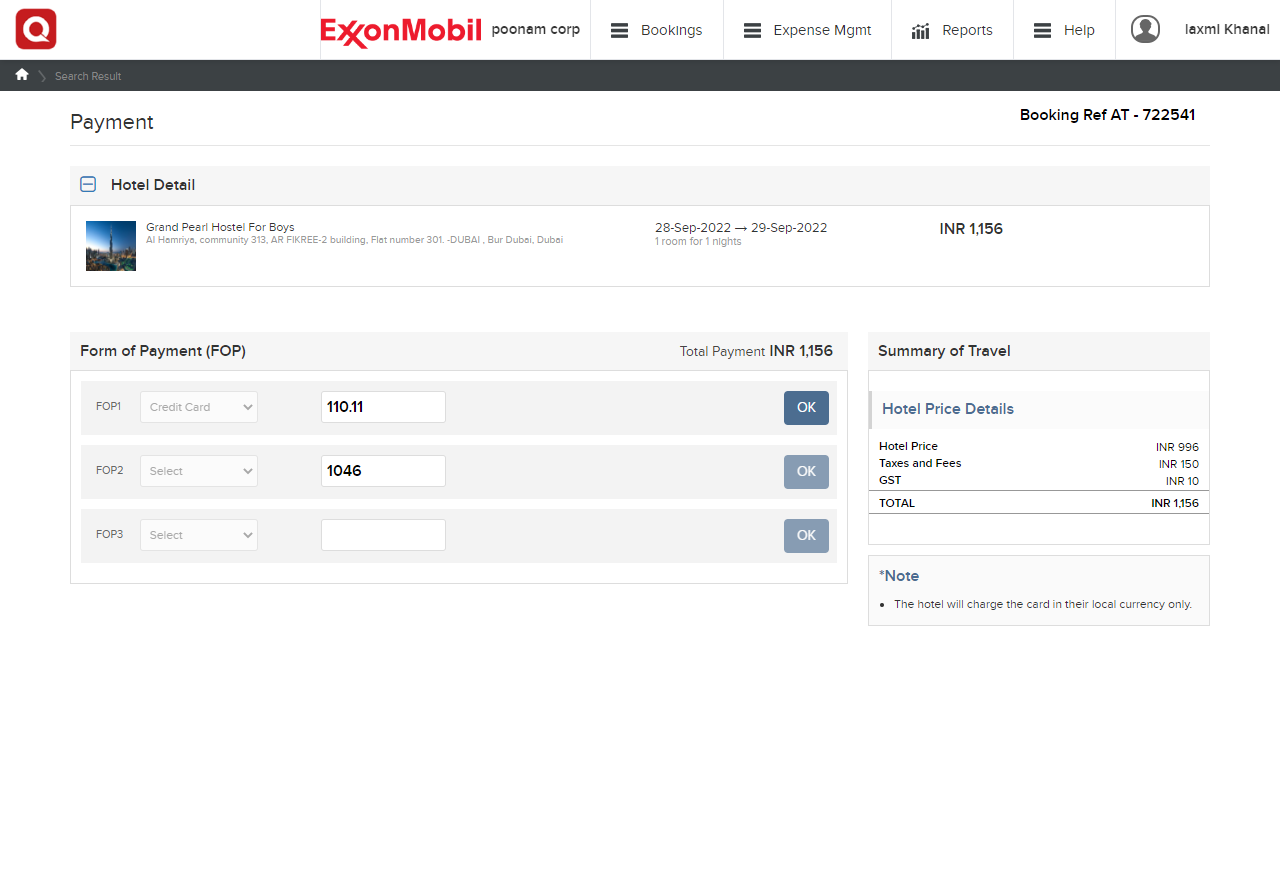 Q
ExxonMobil poonam corp Bookings Expense Mgmt Reports Help laxmi Khanal
Search Result
Payment
Booking Ref AT - 722541
Hotel Detail
Grand Pearl Hostel For Boys
Al Hamriya, community 313, AR FIKREE-2 building, Flat number 301. -DUBAI , Bur Dubai, Dubai
28-Sep-2022 → 29-Sep-2022
1 room for 1 nights
INR 1,156
Form of Payment (FOP)
Total Payment INR 1,156
FOP1 Credit Card 110.11 OK
FOP2 Select 1046 OK
FOP3 Select OK
Summary of Travel
Hotel Price Details
Hotel Price INR 996
Taxes and Fees INR 150
GST INR 10
TOTAL INR 1,156
*Note
• The hotel will charge the card in their local currency only.